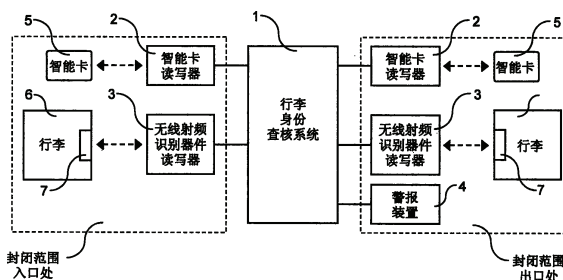 5
2
1
2
5
智能卡
智能卡
读写器
智能卡
读写器
智能卡
6
3
3
行李
无线射频
识别器件
读写器
行李
身份
查核系统
无线射频
识别器件
读写器
行李
7
7
警报
装置
4
封闭范围
入口处
封闭范围
出口处